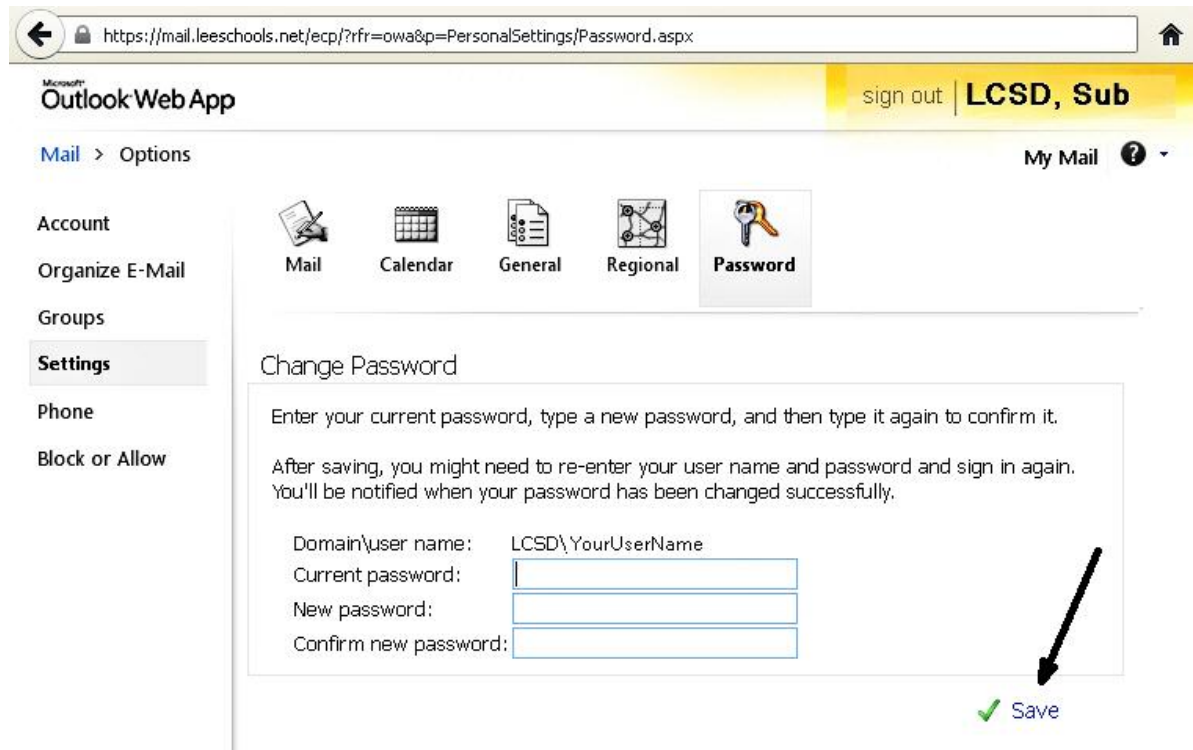 https://mail.leeschools.net/ecp/?rfr=owa&p=PersonalSettings/Password.aspx
Microsoft®
Outlook Web App
sign out | LCSD, Sub
Mail > Options
My Mail
?
Account
Organize E-Mail
Groups
Settings
Phone
Block or Allow
Mail
Calendar
General
Regional
Password
Change Password
Enter your current password, type a new password, and then type it again to confirm it.
After saving, you might need to re-enter your user name and password and sign in again.
You'll be notified when your password has been changed successfully.
Domain\user name: LCSD\YourUserName
Current password:
New password:
Confirm new password:
Save